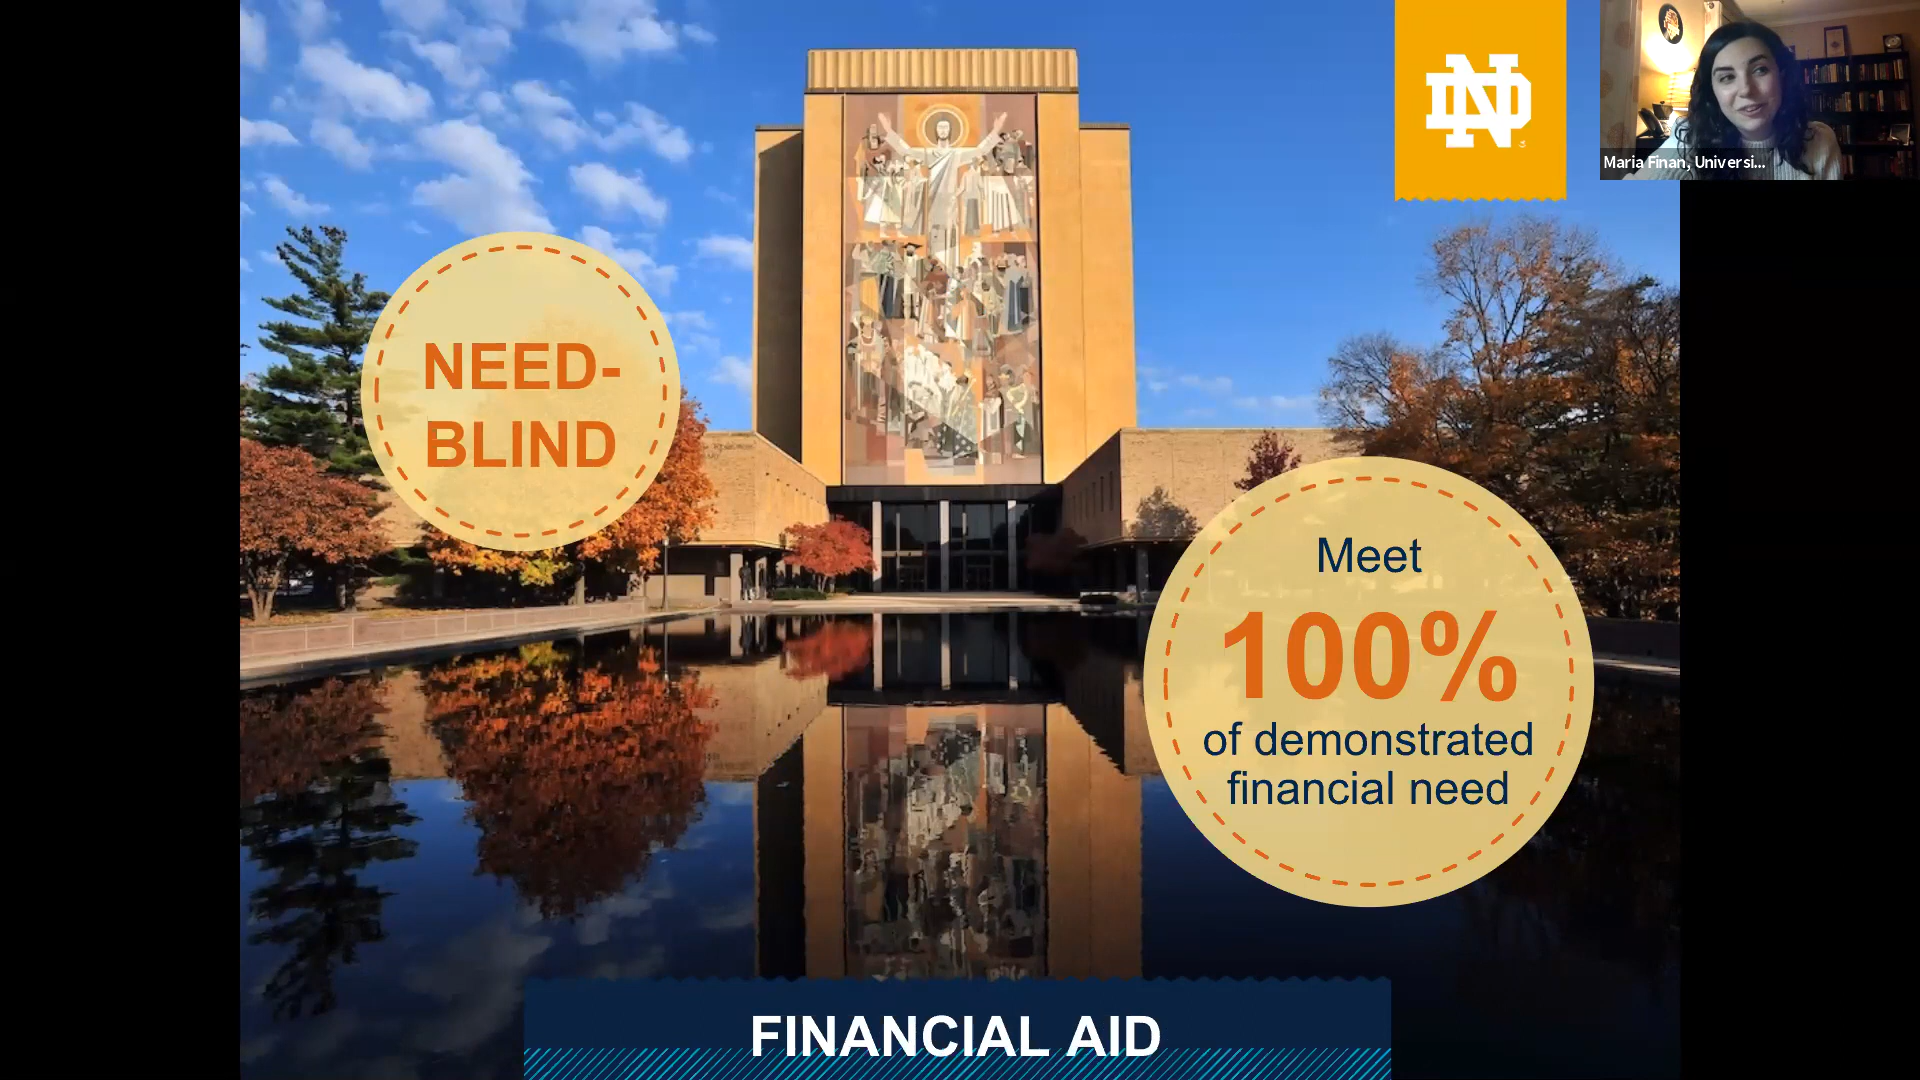 NEED-
BLIND
Meet
100%
of demonstrated
financial need
FINANCIAL AID
ND
Maria Finan, Universi...